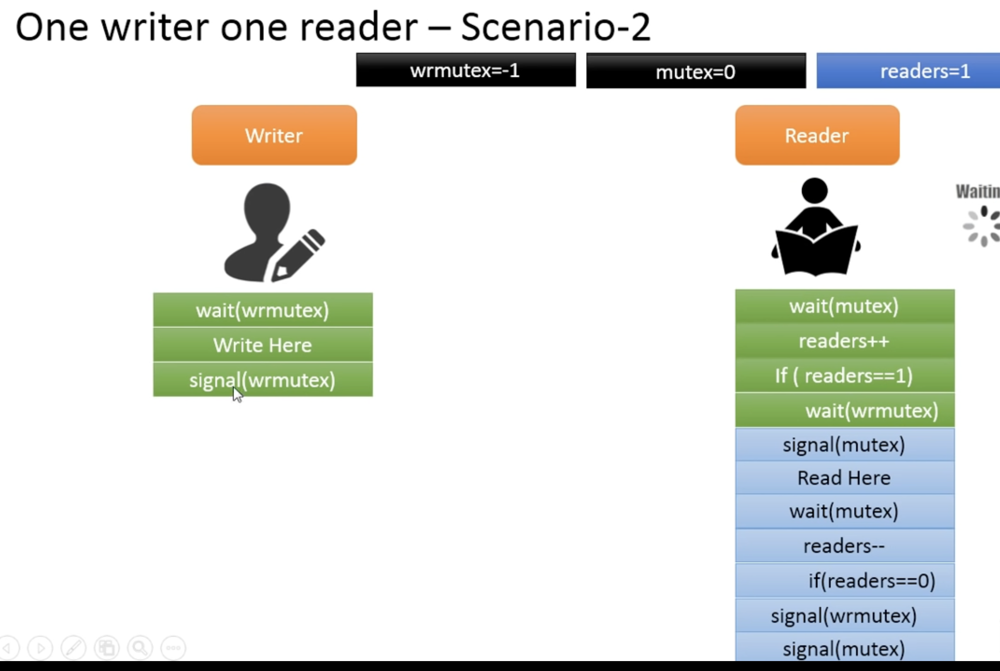 One writer one reader – Scenario-2
wrmutex=-1
mutex=0
readers=1
Writer
Reader
Waitin
wait(wrmutex)
Write Here
signal(wrmutex)
wait(mutex)
readers++
If ( readers==1)
wait(wrmutex)
signal(mutex)
Read Here
wait(mutex)
readers--
if(readers==0)
signal(wrmutex)
signal(mutex)